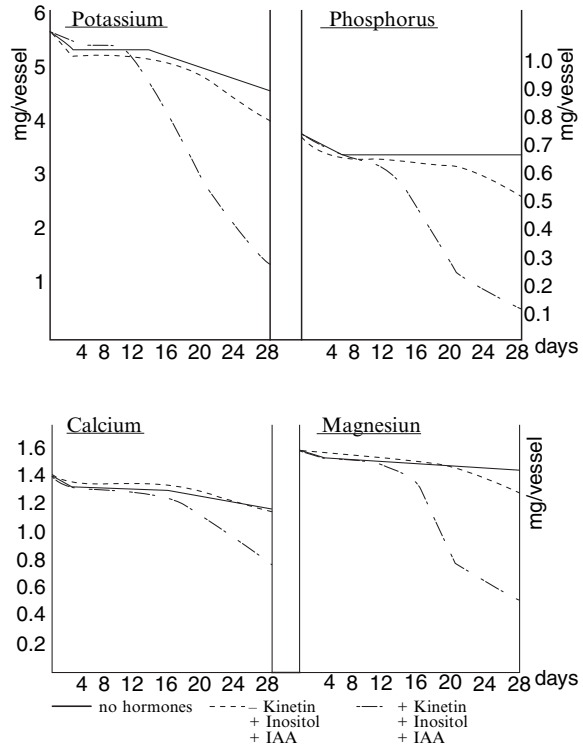 Potassium
Phosphorus
mg/vessel
6
5
4
3
2
1
mg/vessel
1.0
0.9
0.8
0.7
0.6
0.5
0.4
0.3
0.2
0.1
4 8 12 16 20 24 28
4 8 12 16 20 24 28 days
Calcium
Magnesiun
1.6
1.4
1.2
1.0
0.8
0.6
0.4
0.2
mg/vessel
4 8 12 16 20 24 28
4 8 12 16 20 24 28 days
no hormones
– Kinetin
+ Inositol
+ IAA
+ Kinetin
+ Inositol
+ IAA